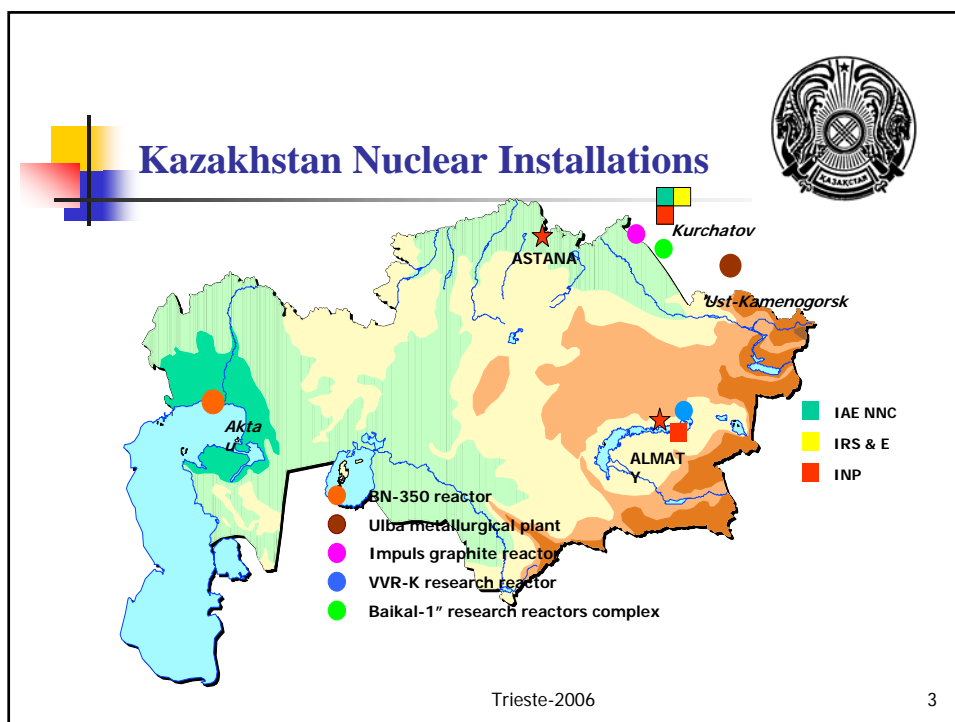 ҚАЗАҚСТАН
Kazakhstan Nuclear Installations
Kurchatov
ASTANA
Ust-Kamenogorsk
Akta
u
ALMAT
Y
IAE NNC
IRS & E
INP
BN-350 reactor
Ulba metallurgical plant
Impuls graphite reactor
VVR-K research reactor
Baikal-1” research reactors complex
Trieste-2006
3